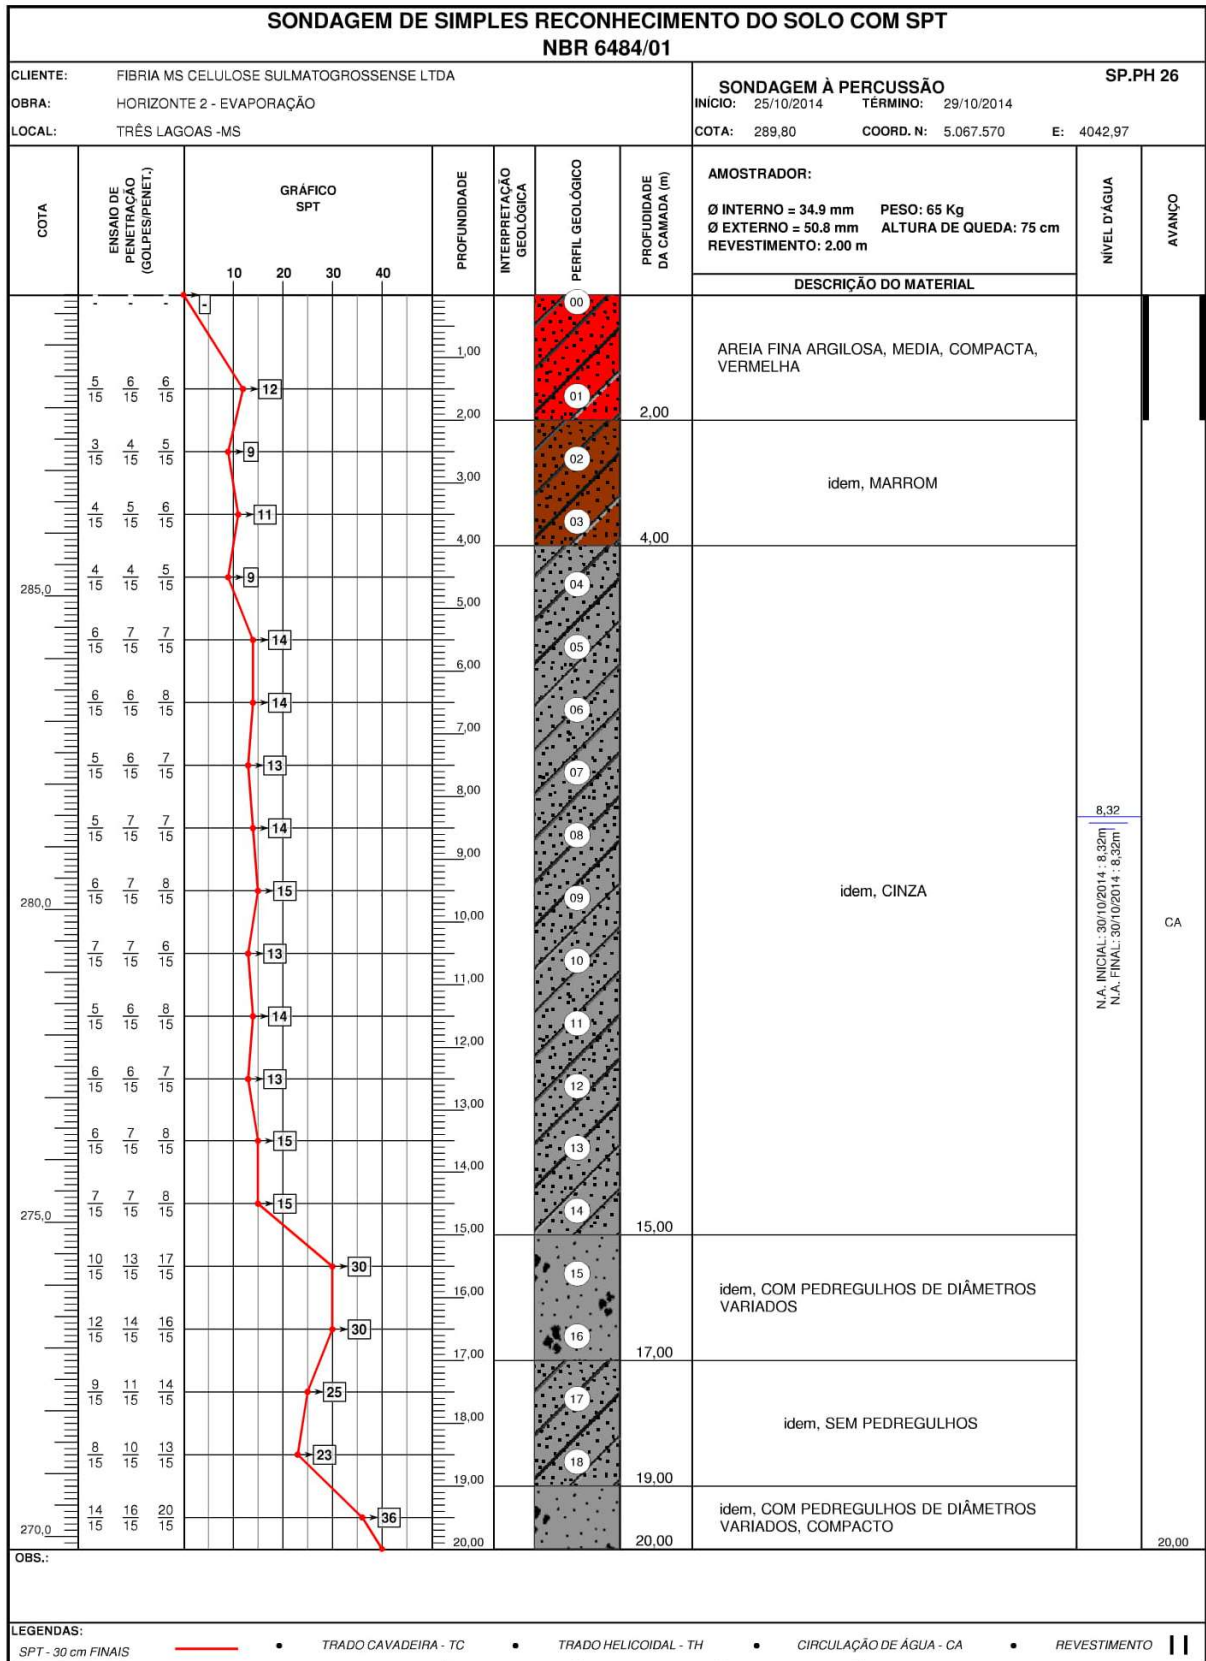 SONDAGEM DE SIMPLES RECONHECIMENTO DO SOLO COM SPT
NBR 6484/01
CLIENTE: FIBRIA MS CELULOSE SULMATOGROSSENSE LTDA
OBRA: HORIZONTE 2 - EVAPORAÇÃO
LOCAL: TRÊS LAGOAS -MS
SONDAGEM À PERCUSSÃO SP.PH 26
INÍCIO: 25/10/2014 TÉRMINO: 29/10/2014
COTA: 289,80 COORD. N: 5.067.570 E: 4042,97
COTA
ENSAIO DE PENETRAÇÃO (GOLPES/PENET.)
GRÁFICO
SPT
10 20 30 40
PROFUNDIDADE
INTERPRETAÇÃO GEOLÓGICA
PERFIL GEOLÓGICO
PROFUDIDADE DA CAMADA (m)
AMOSTRADOR:
Ø INTERNO = 34.9 mm PESO: 65 Kg
Ø EXTERNO = 50.8 mm ALTURA DE QUEDA: 75 cm
REVESTIMENTO: 2.00 m
DESCRIÇÃO DO MATERIAL
NÍVEL D'ÁGUA
AVANÇO
- - - - 00
1,00
AREIA FINA ARGILOSA, MEDIA, COMPACTA,
VERMELHA
5/15 6/15 6/15 12 01
2,00 2,00
3/15 4/15 5/15 9 02
3,00
idem, MARROM
4/15 5/15 6/15 11 03
4,00 4,00
285,0 4/15 4/15 5/15 9 04
5,00
6/15 7/15 7/15 14 05
6,00
6/15 6/15 8/15 14 06
7,00
5/15 6/15 7/15 13 07
8,00
8,32
5/15 7/15 7/15 14 08
9,00
N.A. INICIAL: 30/10/2014 : 8,32m
N.A. FINAL: 30/10/2014 : 8,32m
280,0 6/15 7/15 8/15 15 09
idem, CINZA
10,00
CA
7/15 7/15 6/15 13 10
11,00
5/15 6/15 8/15 14 11
12,00
6/15 6/15 7/15 13 12
13,00
6/15 7/15 8/15 15 13
14,00
275,0 7/15 7/15 8/15 15 14
15,00 15,00
10/15 13/15 17/15 30 15
idem, COM PEDREGULHOS DE DIÂMETROS
VARIADOS
16,00
12/15 14/15 16/15 30 16
17,00 17,00
9/15 11/15 14/15 25 17
18,00
idem, SEM PEDREGULHOS
8/15 10/15 13/15 23 18
19,00 19,00
270,0 14/15 16/15 20/15 36
idem, COM PEDREGULHOS DE DIÂMETROS
VARIADOS, COMPACTO
20,00 20,00 20,00
OBS.:
LEGENDAS:
SPT - 30 cm FINAIS • TRADO CAVADEIRA - TC • TRADO HELICOIDAL - TH • CIRCULAÇÃO DE ÁGUA - CA • REVESTIMENTO